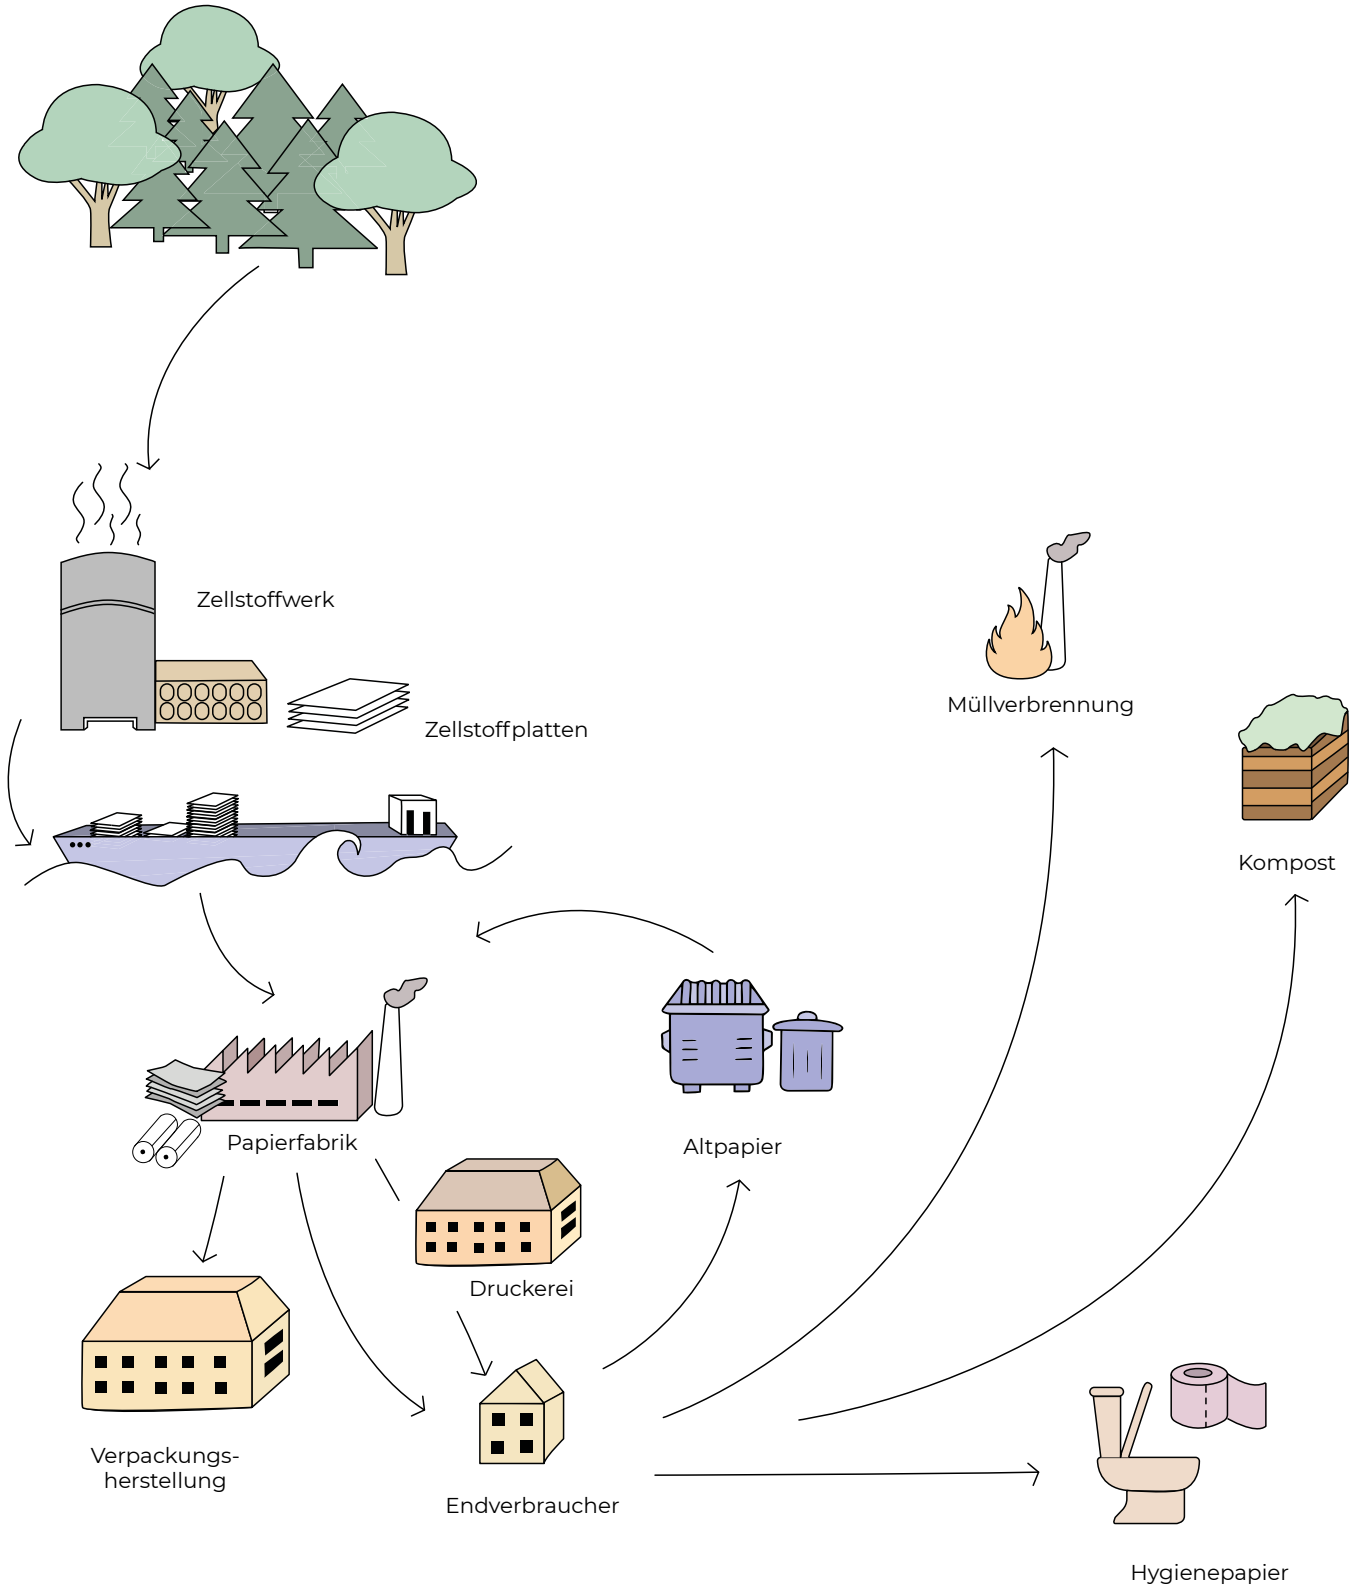 Zellstoffwerk
Zellstoffplatten
Müllverbrennung
Kompost
Papierfabrik
Altpapier
Druckerei
Verpackungs-
herstellung
Endverbraucher
Hygienepapier